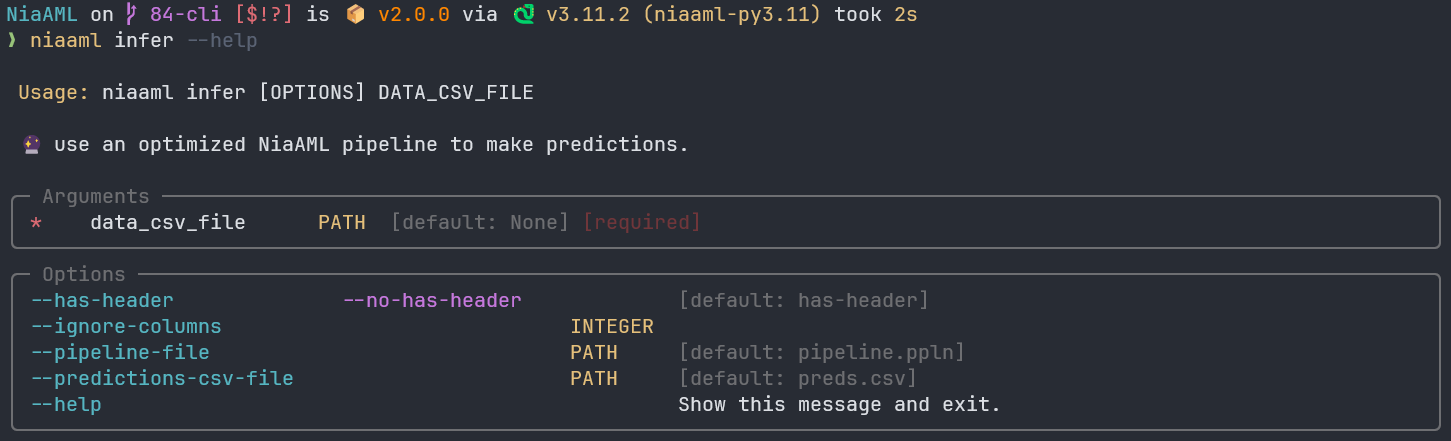 NiaAML on 84-cli [$!?] is 📦 v2.0.0 via 🐍 v3.11.2 (niaaml-py3.11) took 2s
❱ niaaml infer --help
Usage: niaaml infer [OPTIONS] DATA_CSV_FILE
🔮 use an optimized NiaAML pipeline to make predictions.
Arguments
* data_csv_file PATH [default: None] [required]
Options
--has-header --no-has-header [default: has-header]
--ignore-columns INTEGER
--pipeline-file PATH [default: pipeline.ppln]
--predictions-csv-file PATH [default: preds.csv]
--help Show this message and exit.